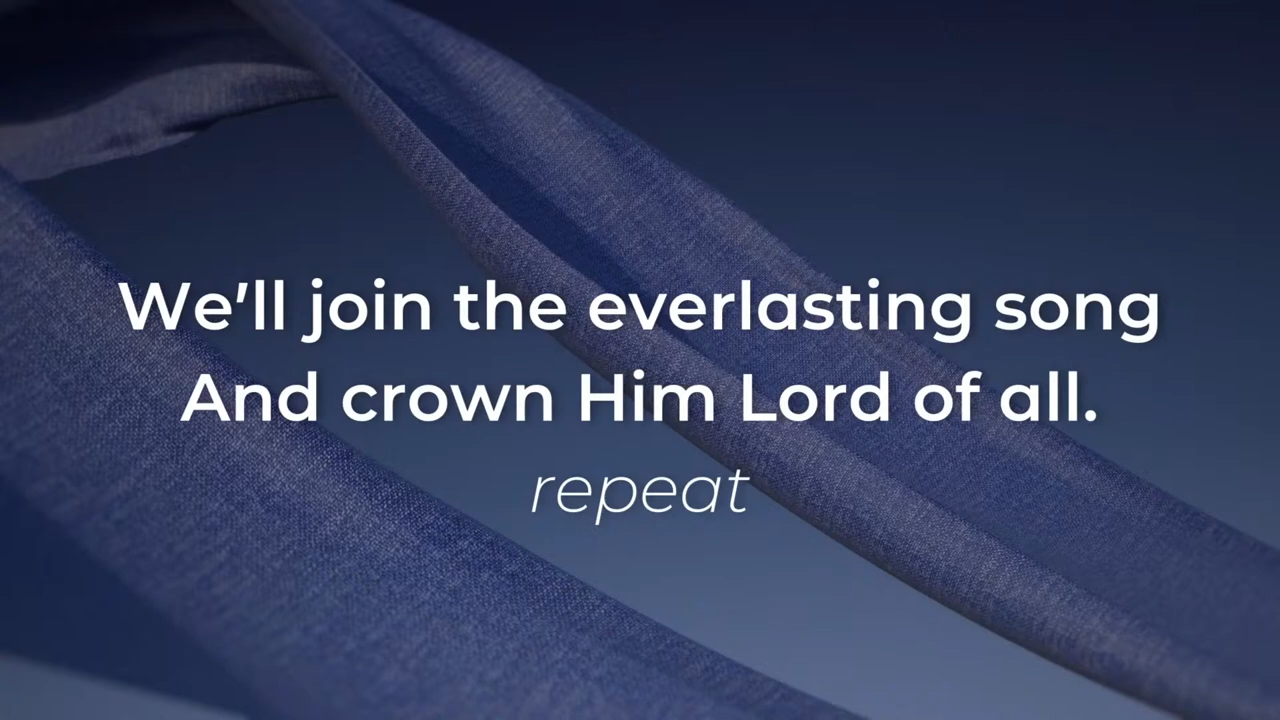 We’ll join the everlasting song
And crown Him Lord of all.
repeat